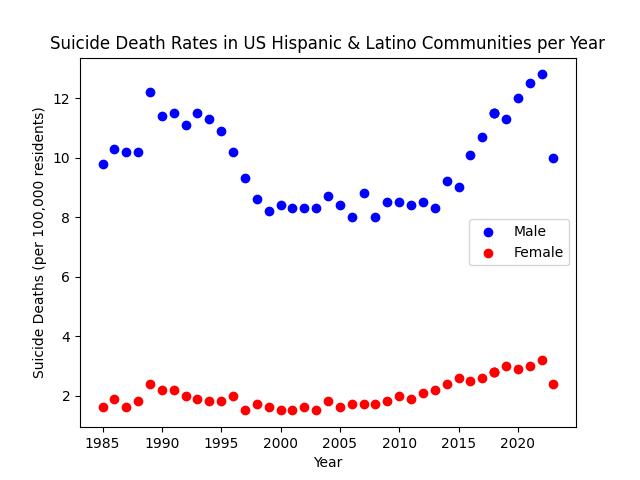 Suicide Death Rates in US Hispanic & Latino Communities per Year
Suicide Deaths (per 100,000 residents)
12
10
8
6
4
2
Male
Female
1985 1990 1995 2000 2005 2010 2015 2020
Year